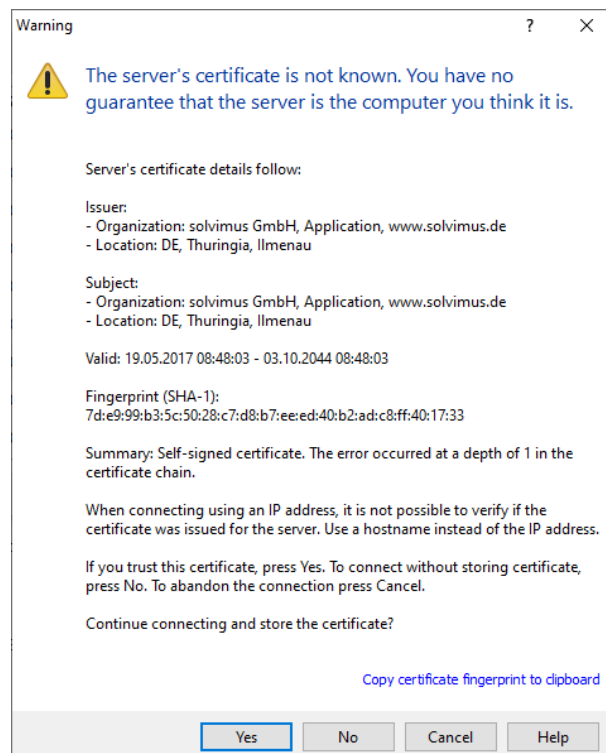 Warning
?
The server's certificate is not known. You have no
guarantee that the server is the computer you think it is.
Server's certificate details follow:
Issuer:
- Organization: solvimus GmbH, Application, www.solvimus.de
- Location: DE, Thuringia, Ilmenau
Subject:
- Organization: solvimus GmbH, Application, www.solvimus.de
- Location: DE, Thuringia, Ilmenau
Valid: 19.05.2017 08:48:03 - 03.10.2044 08:48:03
Fingerprint (SHA-1):
7d:e9:99:b3:5c:50:28:c7:d8:b7:ee:ed:40:b2:ad:c8:ff:40:17:33
Summary: Self-signed certificate. The error occurred at a depth of 1 in the
certificate chain.
When connecting using an IP address, it is not possible to verify if the
certificate was issued for the server. Use a hostname instead of the IP address.
If you trust this certificate, press Yes. To connect without storing certificate,
press No. To abandon the connection press Cancel.
Continue connecting and store the certificate?
Copy certificate fingerprint to clipboard
Yes No Cancel Help